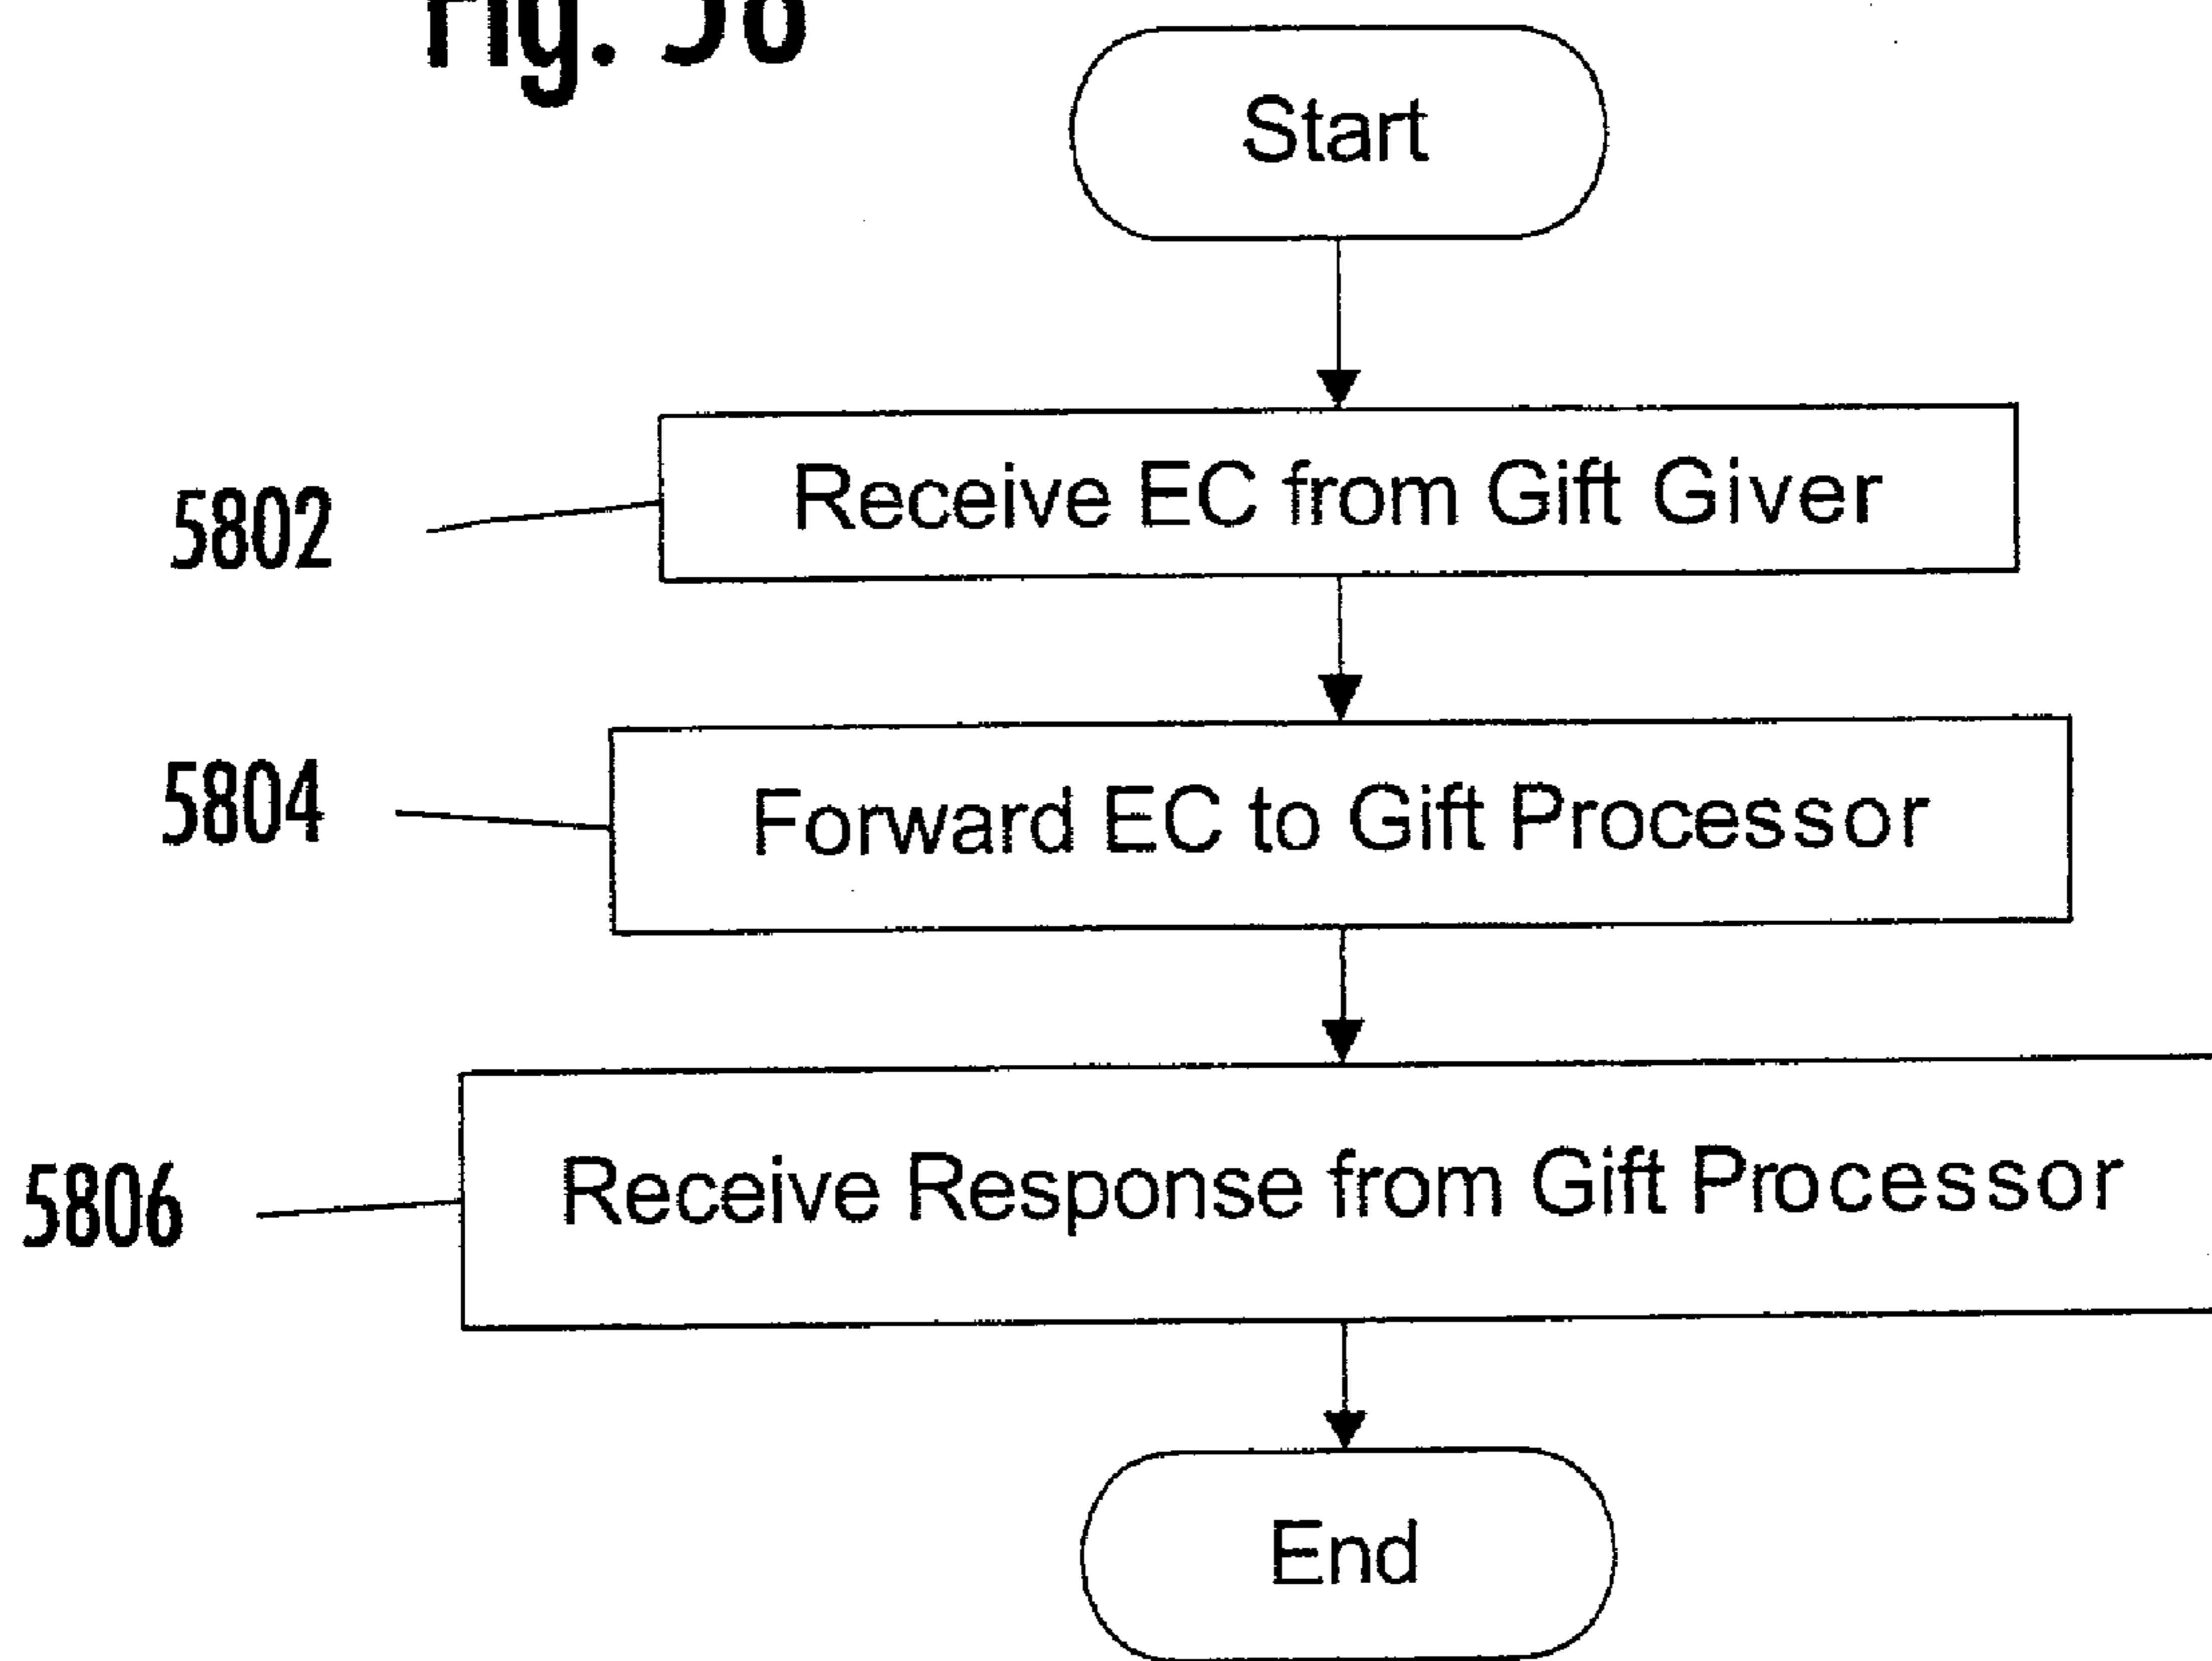 Fig. 58
Start
5802
Receive EC from Gift Giver
5804
Forward EC to Gift Processor
5806
Receive Response from Gift Processor
End